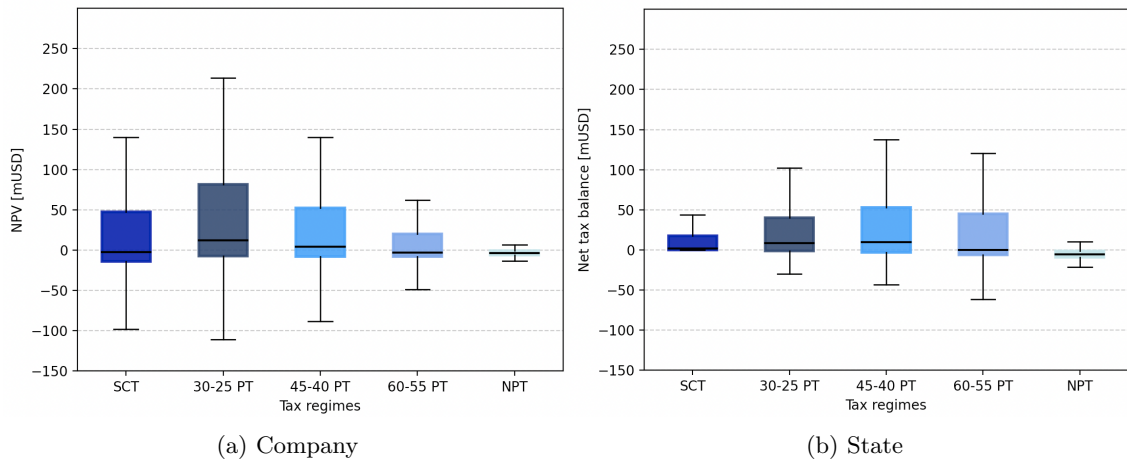 NPV [mUSD]
250
200
150
100
50
0
−50
−100
−150
SCT 30-25 PT 45-40 PT 60-55 PT NPT
Tax regimes
(a) Company
Net tax balance [mUSD]
250
200
150
100
50
0
−50
−100
−150
SCT 30-25 PT 45-40 PT 60-55 PT NPT
Tax regimes
(b) State